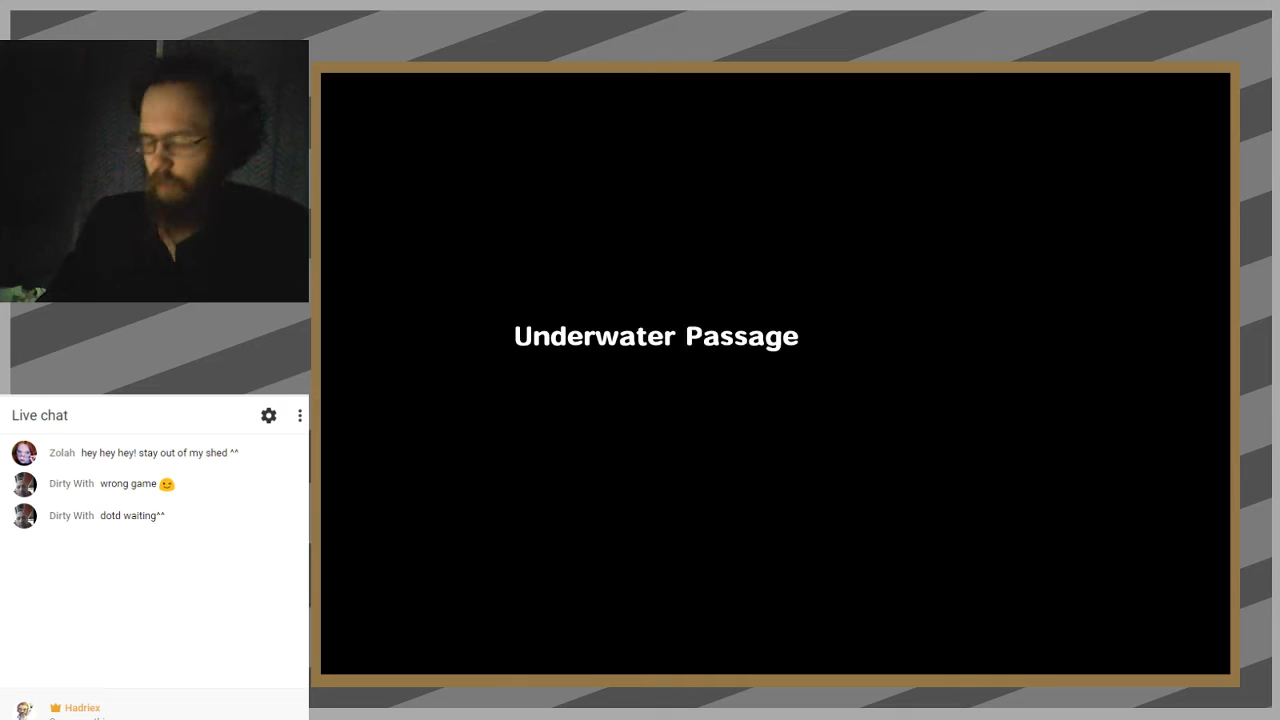 Underwater Passage
Live chat
Zolah hey hey hey! stay out of my shed ^^
Dirty With wrong game
Dirty With dotd waiting^^
Hadriex